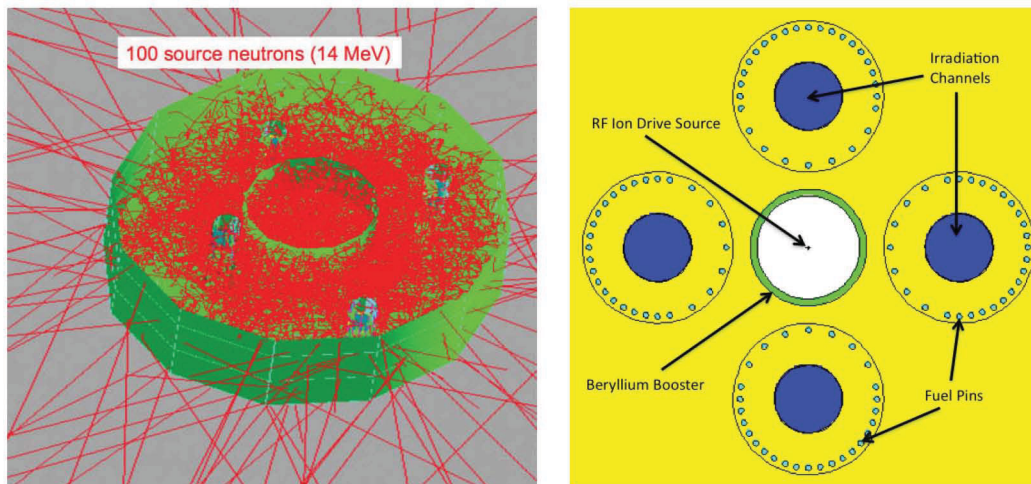 100 source neutrons (14 MeV)
Irradiation
Channels
RF Ion Drive Source
Beryllium Booster
Fuel Pins